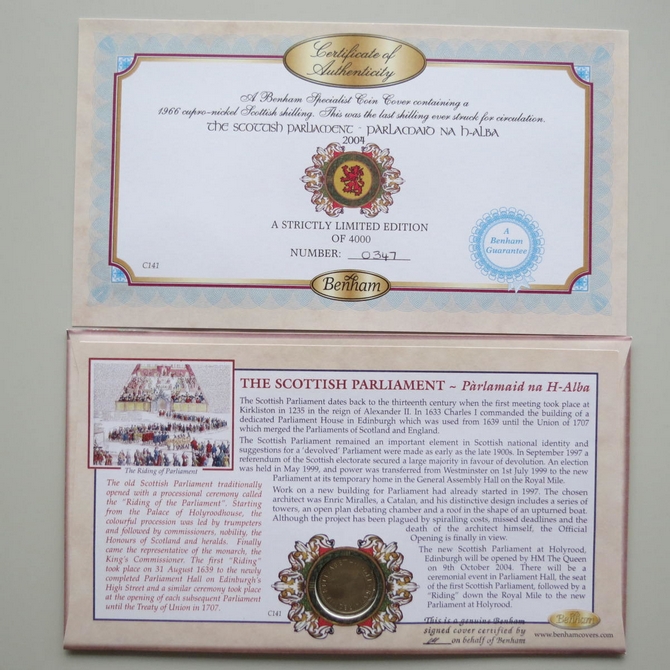 Certificate of
Authenticity
A Benham Specialist Coin Cover containing a
1966 cupro-nickel Scottish shilling. This was the last shilling ever struck for circulation.
The Scottish Parliament - Pàrlamaid na H-Alba
2004
A STRICTLY LIMITED EDITION
OF 4000
NUMBER: 0347
A
Benham
Guarantee
C141
Benham
THE SCOTTISH PARLIAMENT ~ Pàrlamaid na H-Alba
The Scottish Parliament dates back to the thirteenth century when the first meeting took place at
Kirkliston in 1235 in the reign of Alexander II. In 1633 Charles I commanded the building of a
dedicated Parliament House in Edinburgh which was used from 1639 until the Union of 1707
which merged the Parliaments of Scotland and England.
The Scottish Parliament remained an important element in Scottish national identity and
suggestions for a 'devolved' Parliament were made as early as the late 1900s. In September 1997 a
referendum of the Scottish electorate secured a large majority in favour of devolution. An election
was held in May 1999, and power was transferred from Westminster on 1st July 1999 to the new
Parliament at its temporary home in the General Assembly Hall on the Royal Mile.
Work on a new building for Parliament had already started in 1997. The chosen
architect was Enric Miralles, a Catalan, and his distinctive design includes a series of
towers, an open plan debating chamber and a roof in the shape of an upturned boat.
Although the project has been plagued by spiralling costs, missed deadlines and the
death of the architect himself, the Official
Opening is finally in view.
The new Scottish Parliament at Holyrood,
Edinburgh will be opened by HM The Queen
on 9th October 2004. There will be a
ceremonial event in Parliament Hall, the seat
of the first Scottish Parliament, followed by a
"Riding" down the Royal Mile to the new
Parliament at Holyrood.
The Riding of Parliament
The old Scottish Parliament traditionally
opened with a processional ceremony called
the "Riding of the Parliament". Starting
from the Palace of Holyroodhouse, the
colourful procession was led by trumpeters
and followed by commissioners, nobility, the
Honours of Scotland and heralds. Finally
came the representative of the monarch, the
King's Commissioner. The first "Riding"
took place on 31 August 1639 to the newly
completed Parliament Hall on Edinburgh's
High Street and a similar ceremony took place
at the opening of each subsequent Parliament
until the Treaty of Union in 1707.
C141
This is a genuine Benham
signed cover certified by
on behalf of Benham
Benham
www.benhamcovers.com